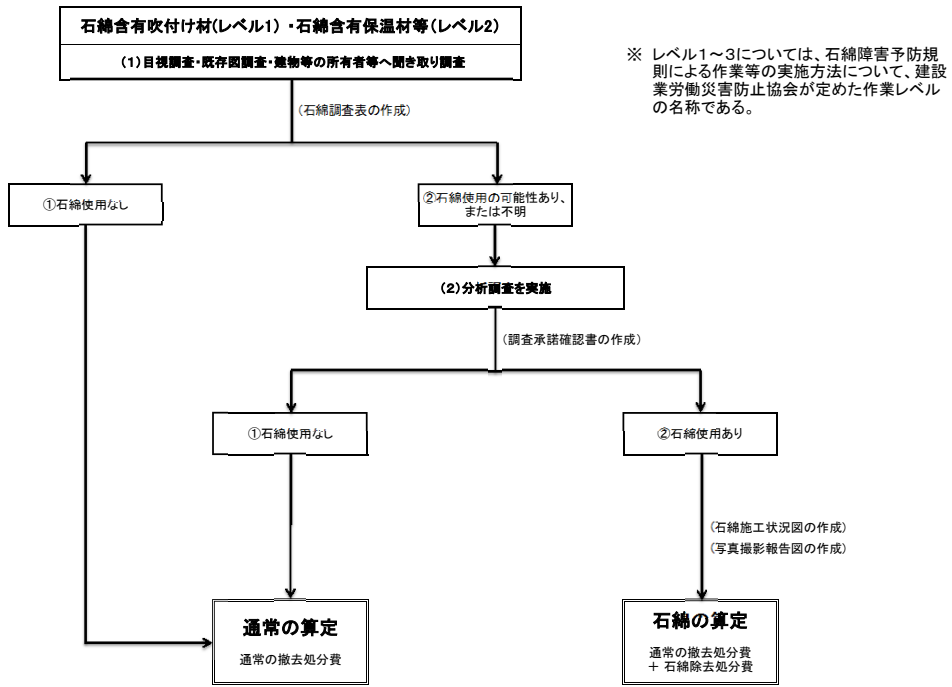 石綿含有吹付け材(レベル1)・石綿含有保温材等(レベル2)
(1)目視調査・既存図調査・建物等の所有者等へ聞き取り調査
※ レベル1～3については、石綿障害予防規
則による作業等の実施方法について、建設
業労働災害防止協会が定めた作業レベル
の名称である。
(石綿調査表の作成)
①石綿使用なし
②石綿使用の可能性あり、
または不明
(2)分析調査を実施
(調査承諾確認書の作成)
①石綿使用なし
②石綿使用あり
(石綿施工状況図の作成)
(写真撮影報告図の作成)
通常の算定
通常の撤去処分費
石綿の算定
通常の撤去処分費
＋ 石綿除去処分費